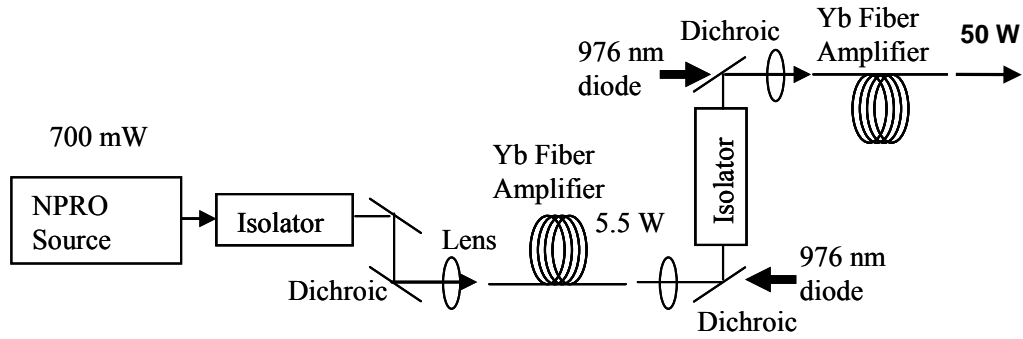 700 mW
NPRO
Source
Isolator
Dichroic
Lens
Yb Fiber
Amplifier
5.5 W
976 nm
diode
Dichroic
Isolator
976 nm
diode
Dichroic
Yb Fiber
Amplifier
50 W